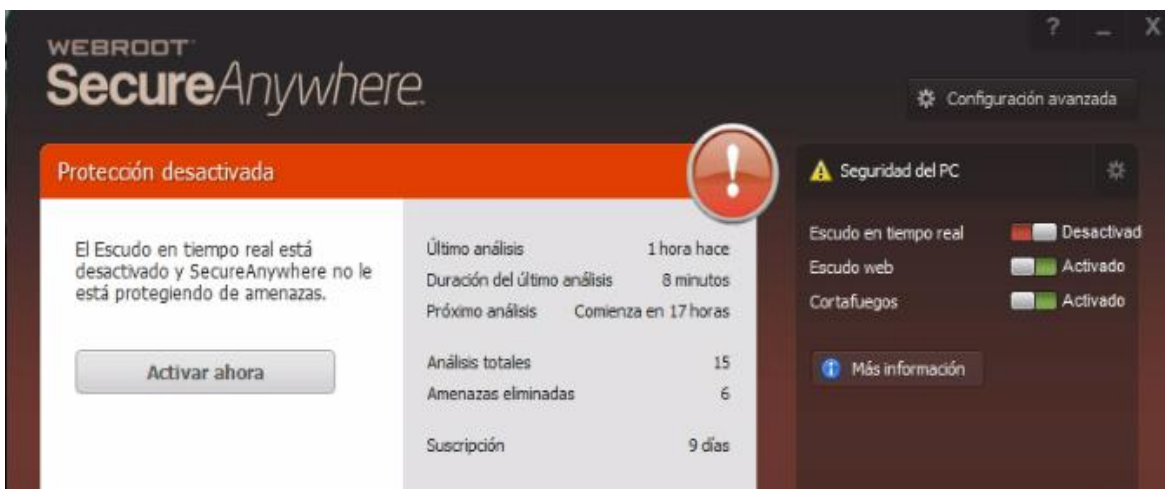 ? _ X
WEBROOT
SecureAnywhere.
Configuración avanzada
Protección desactivada
El Escudo en tiempo real está
desactivado y SecureAnywhere no le
está protegiendo de amenazas.
Activar ahora
Último análisis 1 hora hace
Duración del último análisis 8 minutos
Próximo análisis Comienza en 17 horas
Análisis totales 15
Amenazas eliminadas 6
Suscripción 9 días
Seguridad del PC
Escudo en tiempo real Desactivad
Escudo web Activado
Cortafuegos Activado
Más información